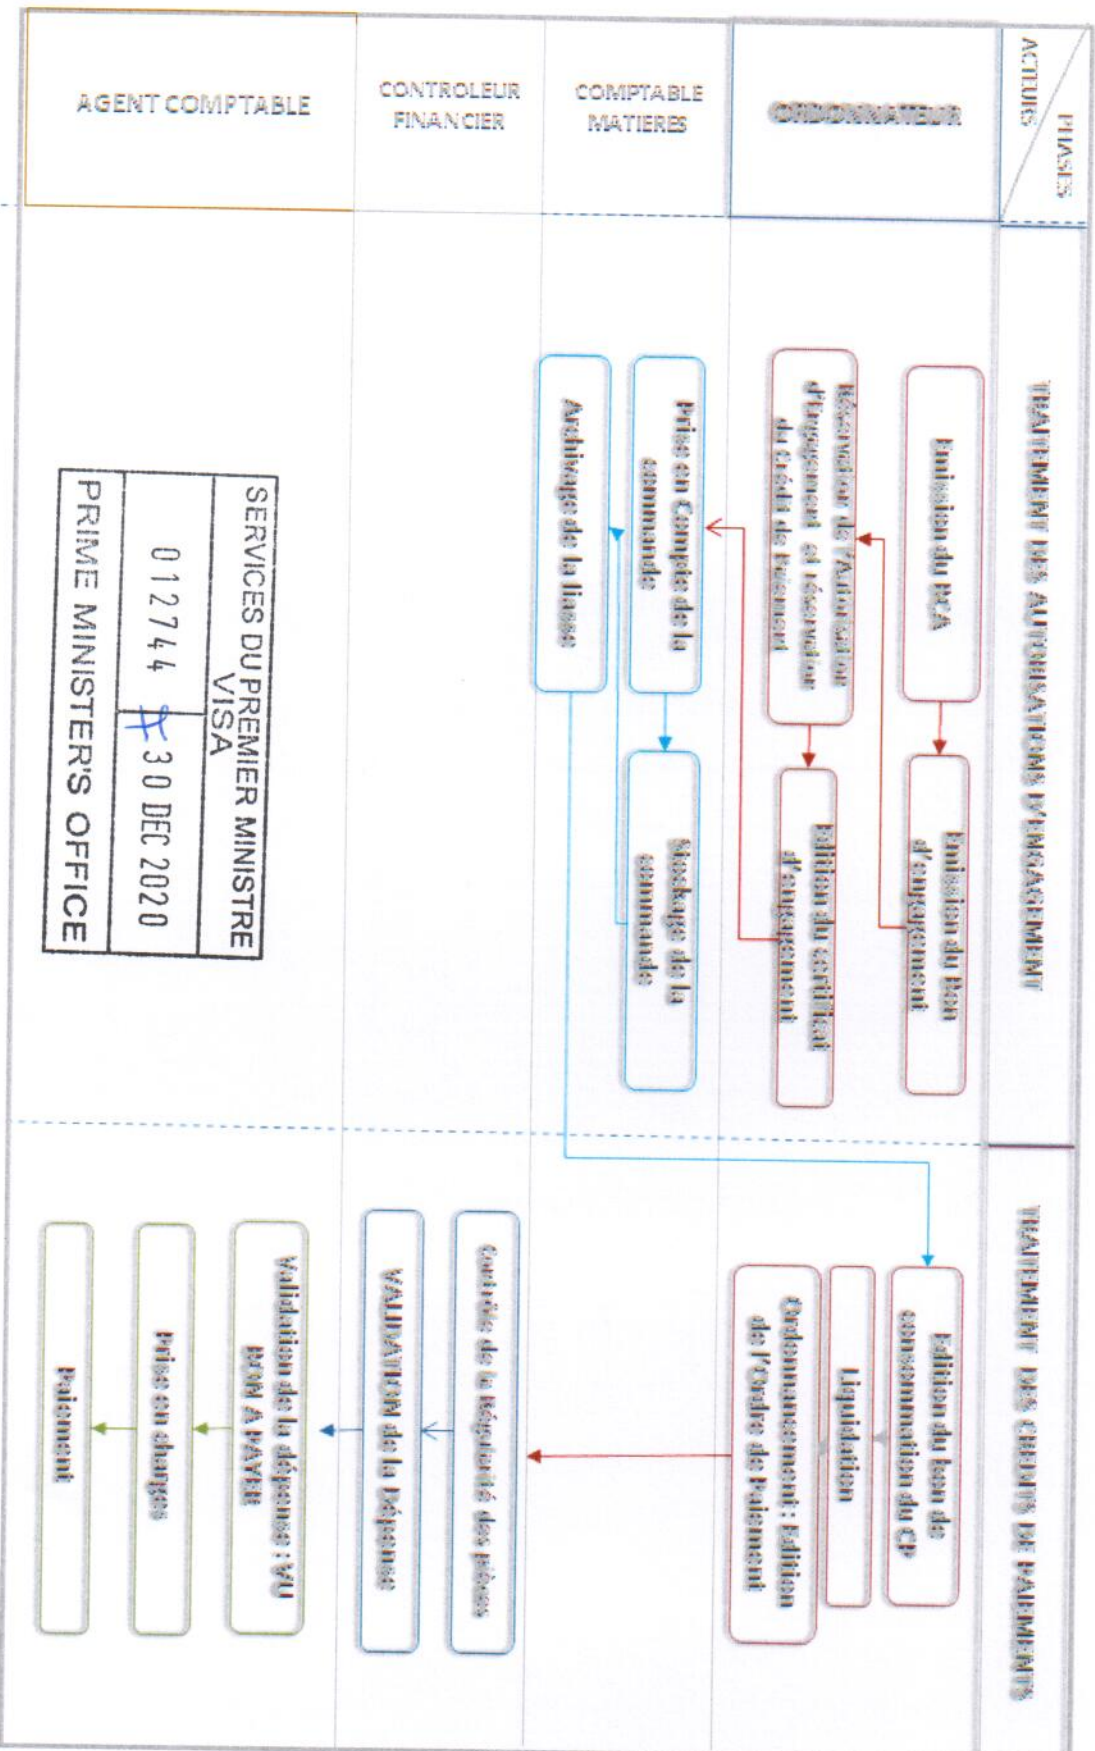 PHASES
ACTEURS
TRAITEMENT DES AUTORISATIONS D'ENGAGEMENT
TRAITEMENT DES CREDITS DE PAIEMENTS
ORDONNATEUR
Emission du BCA
Emission du Bon
d'engagement
Réservation de l'Autorisation
d'Engagement et réservation
du Crédit de Paiement
Edition du certificat
d'engagement
Edition du bon de
consommation du CP
Liquidation
Ordonnancement : Edition
de l'Ordre de Paiement
COMPTABLE
MATIERES
Prise en Compte de la
commande
Stockage de la
commande
Archivage de la liasse
CONTROLEUR
FINANCIER
Contrôle de la Régularité des pièces
VALIDATION de la Dépense
AGENT COMPTABLE
Validation de la dépense : VU
BON A PAYER
Prise en charges
Paiement
SERVICES DU PREMIER MINISTRE
VISA
012744
30 DEC 2020
PRIME MINISTER'S OFFICE